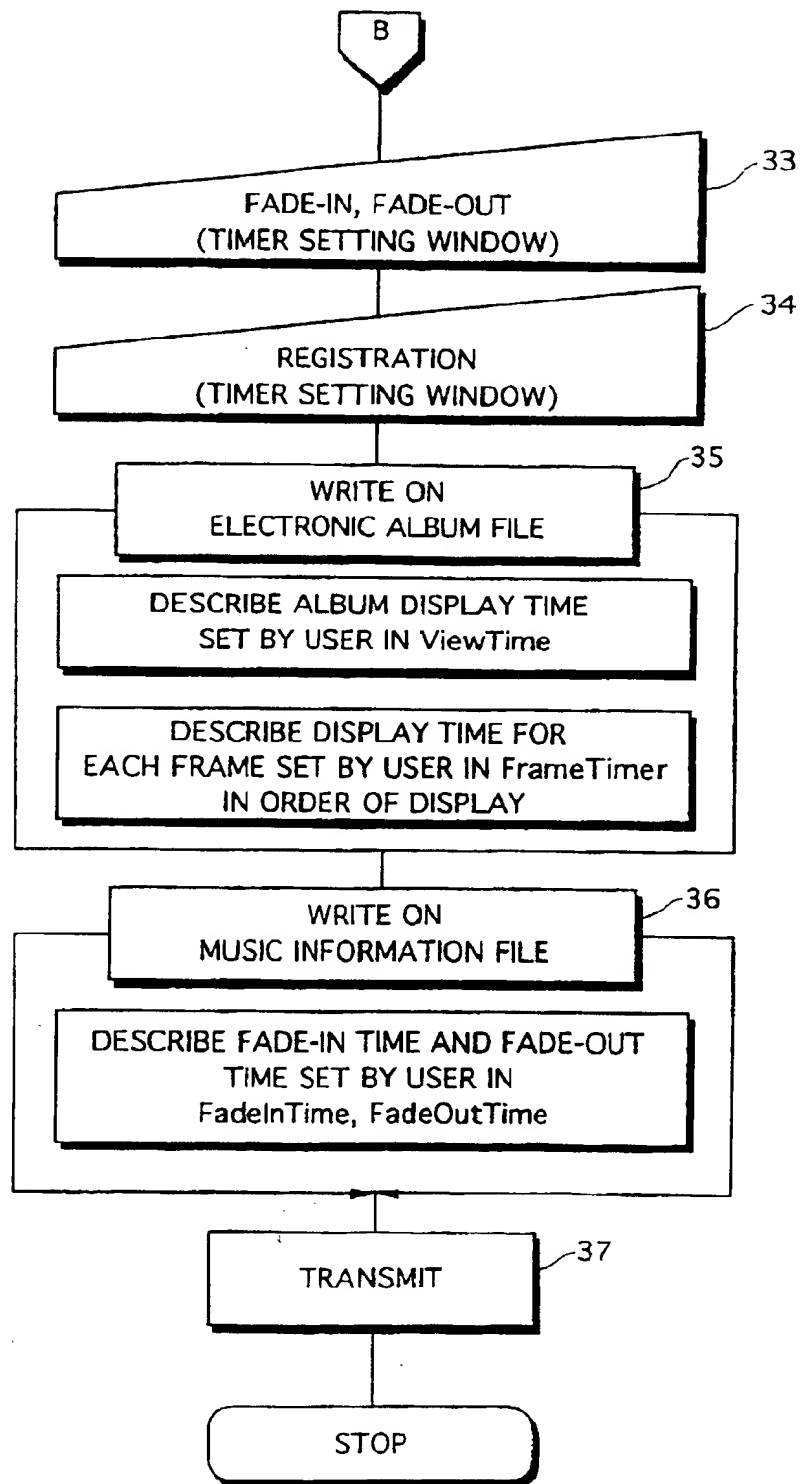 B
33
FADE-IN, FADE-OUT
(TIMER SETTING WINDOW)
34
REGISTRATION
(TIMER SETTING WINDOW)
35
WRITE ON
ELECTRONIC ALBUM FILE
DESCRIBE ALBUM DISPLAY TIME
SET BY USER IN ViewTime
DESCRIBE DISPLAY TIME FOR
EACH FRAME SET BY USER IN FrameTimer
IN ORDER OF DISPLAY
36
WRITE ON
MUSIC INFORMATION FILE
DESCRIBE FADE-IN TIME AND FADE-OUT
TIME SET BY USER IN
FadeInTime, FadeOutTime
37
TRANSMIT
STOP